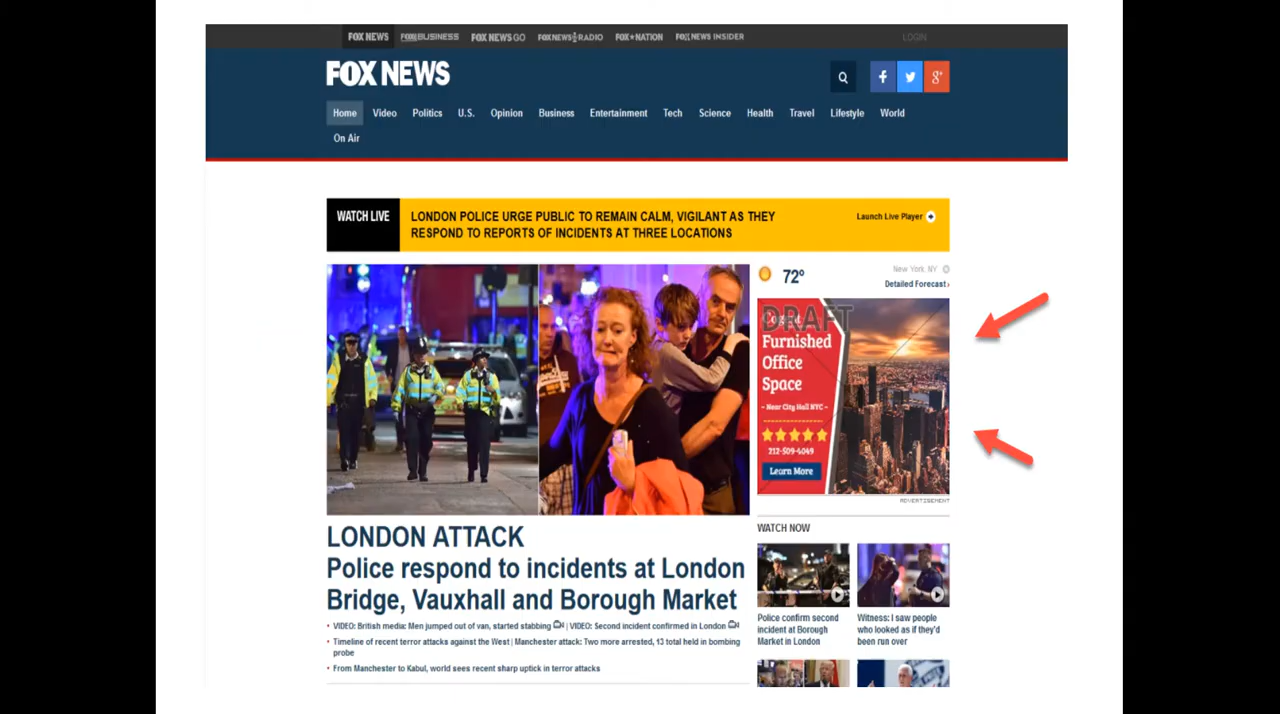 FOX NEWS
FOX BUSINESS
FOX NEWS GO
FOX NEWS RADIO
FOX NATION
FOX NEWS INSIDER
LOGIN
FOX NEWS
f
g+
Home
Video
Politics
U.S.
Opinion
Business
Entertainment
Tech
Science
Health
Travel
Lifestyle
World
On Air
WATCH LIVE
LONDON POLICE URGE PUBLIC TO REMAIN CALM, VIGILANT AS THEY
RESPOND TO REPORTS OF INCIDENTS AT THREE LOCATIONS
Launch Live Player
72°
New York, NY
Detailed Forecast ›
DRAFT
Furnished
Office
Space
~ Near City Hall NYC ~
212-509-4049
Learn More
ADVERTISEMENT
LONDON ATTACK
Police respond to incidents at London
Bridge, Vauxhall and Borough Market
• VIDEO: British media: Men jumped out of van, started stabbing | VIDEO: Second incident confirmed in London
• Timeline of recent terror attacks against the West | Manchester attack: Two more arrested, 13 total held in bombing
probe
• From Manchester to Kabul, world sees recent sharp uptick in terror attacks
WATCH NOW
Police confirm second
incident at Borough
Market in London
Witness: I saw people
who looked as if they'd
been run over